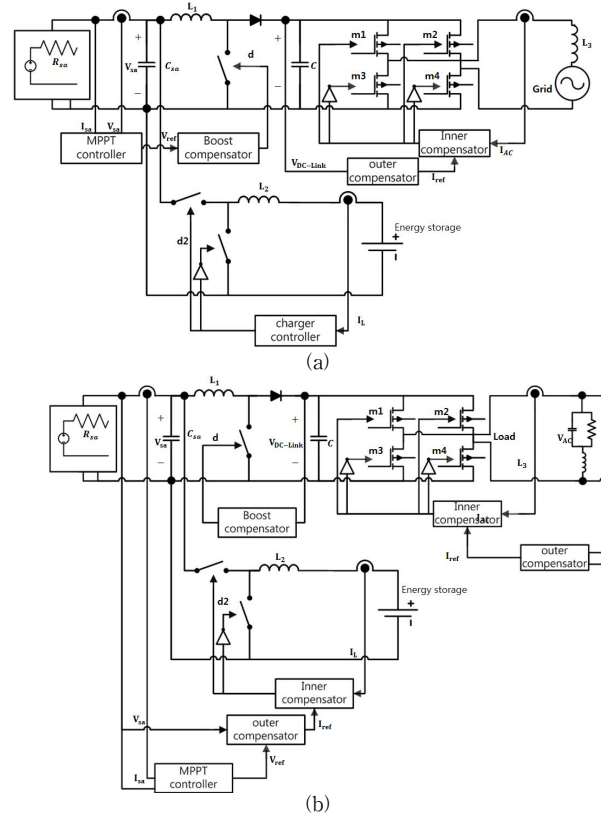 L1
m1
m2
L3
Rsa
Vsa
Csa
d
C
m3
m4
Grid
Isa
Vsa
Vref
MPPT
controller
Boost
compensator
Inner
compensator
IAC
VDC−Link
outer
compensator
Iref
L2
Energy storage
d2
charger
controller
IL
(a)
L1
m1
m2
Rsa
Vsa
Csa
d
VDC−Link
C
m3
m4
Load
VAC
L3
Boost
compensator
Inner
compensator
Iref
outer
compensator
L2
Energy storage
d2
IL
Inner
compensator
Vsa
outer
compensator
Iref
Vref
Isa
MPPT
controller
(b)